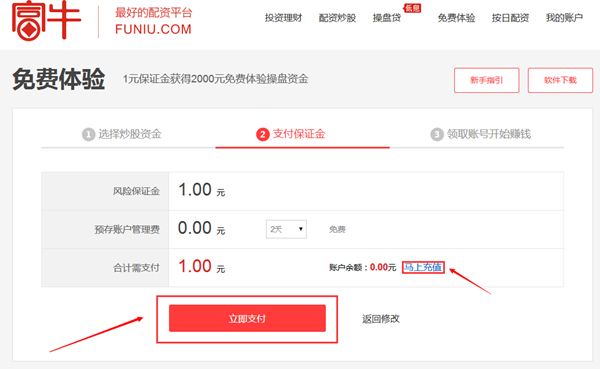 富牛
最好的配资平台
FUNIU.COM
投资理财 配资炒股 操盘贷 低息 免费体验 按日配资 我的账户
免费体验 1元保证金获得2000元免费体验操盘资金 新手指引 软件下载
1 选择炒股资金 2 支付保证金 3 领取账号开始赚钱
风险保证金 1.00 元
预存账户管理费 0.00 元 2天 免费
合计需支付 1.00 元 账户余额：0.00元 马上充值
立即支付 返回修改